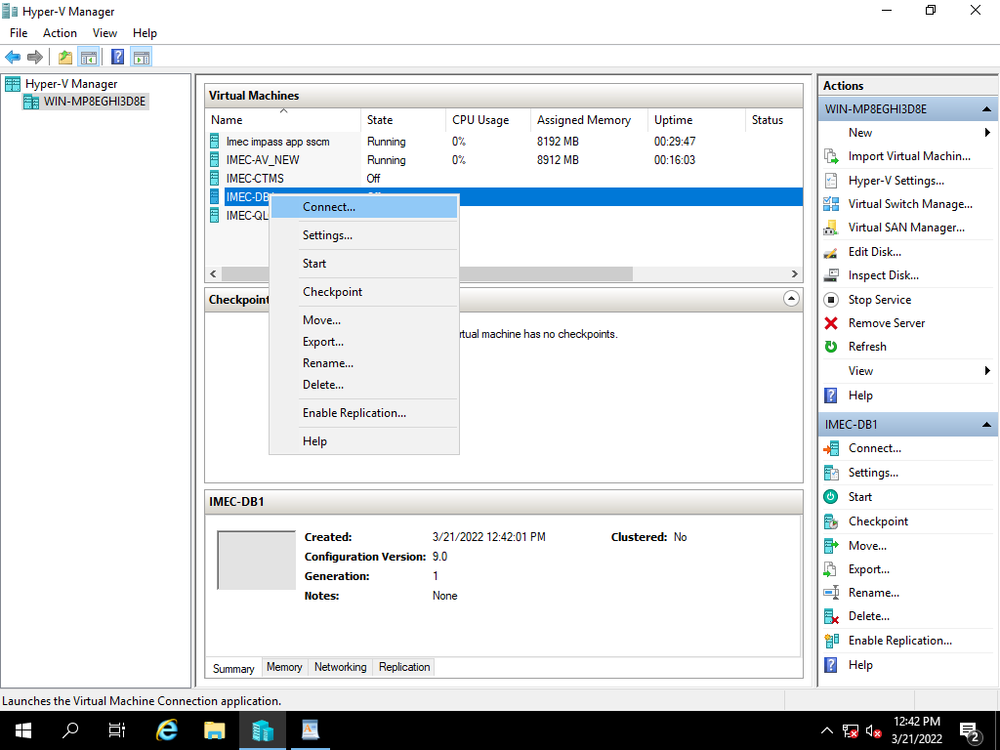 Hyper-V Manager
File Action View Help
Hyper-V Manager
WIN-MP8EGHI3D8E
Virtual Machines
Name State CPU Usage Assigned Memory Uptime Status
Imec impass app sscm Running 0% 8192 MB 00:29:47
IMEC-AV_NEW Running 0% 8912 MB 00:16:03
IMEC-CTMS Off
IMEC-DB
IMEC-QL
Connect...
Settings...
Start
Checkpoint
Move...
Export...
Rename...
Delete...
Enable Replication...
Help
Checkpoint
rtual machine has no checkpoints.
IMEC-DB1
Created: 3/21/2022 12:42:01 PM Clustered: No
Configuration Version: 9.0
Generation: 1
Notes: None
Summary Memory Networking Replication
Actions
WIN-MP8EGHI3D8E
New
Import Virtual Machin...
Hyper-V Settings...
Virtual Switch Manage...
Virtual SAN Manager...
Edit Disk...
Inspect Disk...
Stop Service
Remove Server
Refresh
View
Help
IMEC-DB1
Connect...
Settings...
Start
Checkpoint
Move...
Export...
Rename...
Delete...
Enable Replication...
Help
Launches the Virtual Machine Connection application.
12:42 PM
3/21/2022
2